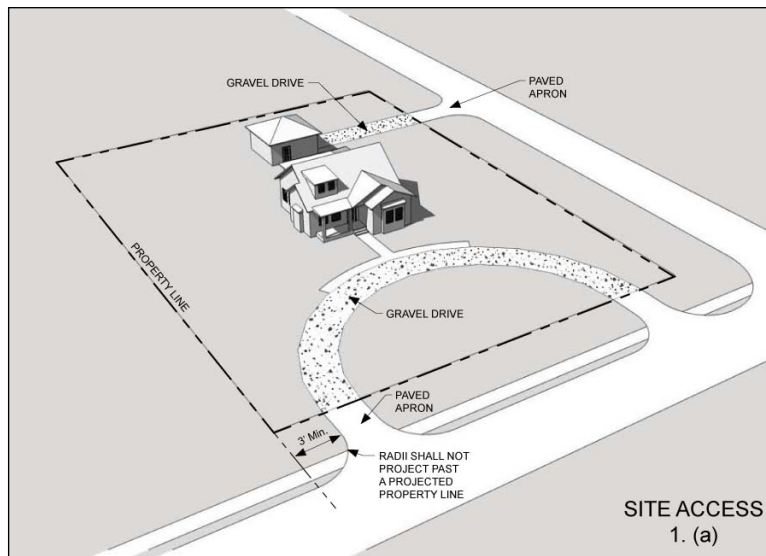 GRAVEL DRIVE
PAVED
APRON
PROPERTY LINE
GRAVEL DRIVE
PAVED
APRON
3' Min.
RADII SHALL NOT
PROJECT PAST
A PROJECTED
PROPERTY LINE
SITE ACCESS
1. (a)